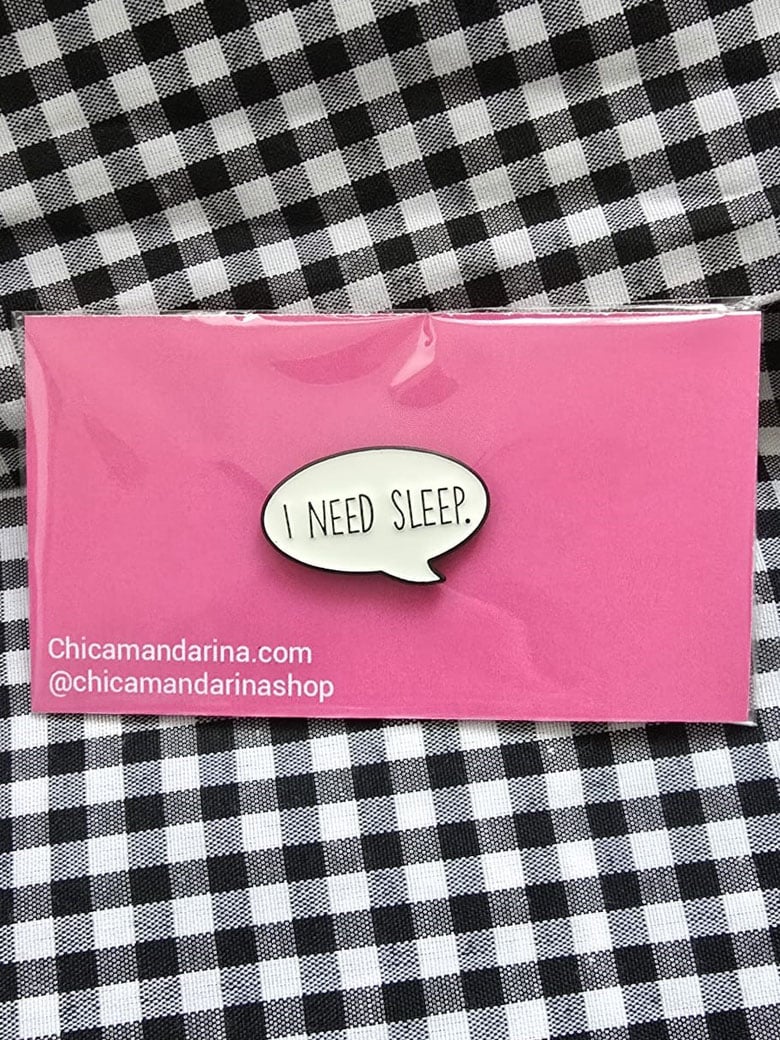 I NEED SLEEP.
Chicamandarina.com
@chicamandarinashop